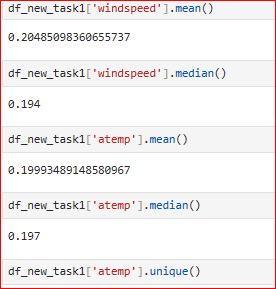 df_new_task1['windspeed'].mean()
0.20485098360655737
df_new_task1['windspeed'].median()
0.194
df_new_task1['atemp'].mean()
0.19993489148580967
df_new_task1['atemp'].median()
0.197
df_new_task1['atemp'].unique()